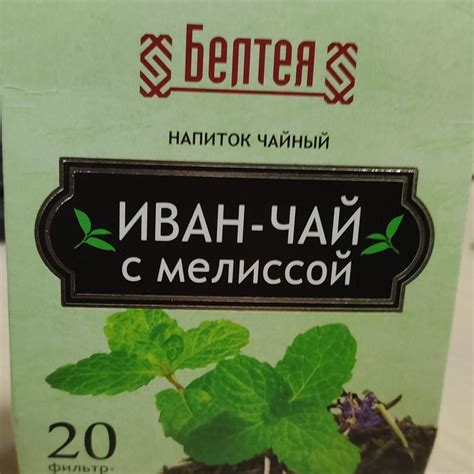 Белтея
НАПИТОК ЧАЙНЫЙ
ИВАН-ЧАЙ
С МЕЛИССОЙ
20
фильтр-